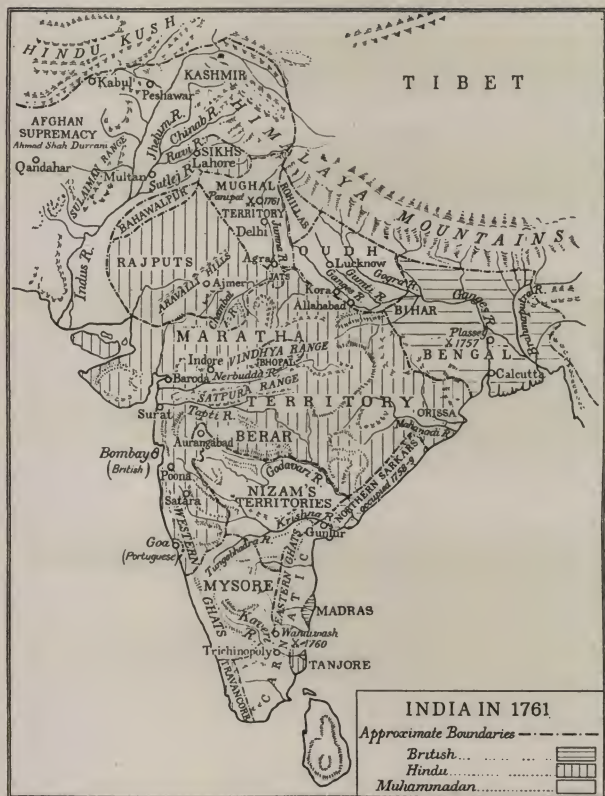 HINDU KUSH
TIBET
Kabul
Peshawar
KASHMIR
AFGHAN
SUPREMACY
Ahmad Shah Durrani
Qandahar
SULAIMAN RANGE
Jhelum R.
Chinab R.
Ravi R.
SIKHS
Lahore
Multan
Sutlej R.
HIMALAYA MOUNTAINS
BAHAWALPUR
MUGHAL
Panipat
X 1761
TERRITORY
Delhi
ROHILLAS
Indus R.
RAJPUTS
ARAVALLI HILLS
Ajmer
Agra
JATS
Jumna R.
Chambal R.
OUDH
Lucknow
Gogra R.
Gumti R.
Ganges R.
Kora
Allahabad
BIHAR
Ganges R.
Brahmaputra R.
Plassey
X 1757
BENGAL
Calcutta
MARATHA
Indore
VINDHYA RANGE
BHOPAL
Baroda
Nerbudda R.
SATPURA RANGE
TERRITORY
Surat
Tapti R.
Aurangabad
BERAR
ORISSA
Mahanadi R.
Bombay
(British)
Poona
Satara
Godavari R.
NIZAM'S
TERRITORIES
NORTHERN SARKARS
occupied 1758-9
Krishna R.
Guntur
Goa
(Portuguese)
Tungabhadra R.
WESTERN GHATS
EASTERN GHATS
MYSORE
CARNATIC
MADRAS
Kaveri R.
Wandiwash
X 1760
Trichinopoly
TANJORE
TRAVANCORE
INDIA IN 1761
Approximate Boundaries
British
Hindu
Muhammadan